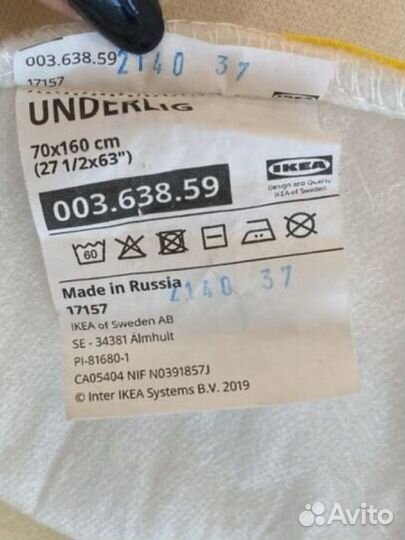 003.638.59
2140 37
17157
IKEA
UNDERLIG
70x160 cm
(27 1/2x63")
IKEA
Design and Quality
IKEA of Sweden
003.638.59
60
Made in Russia
2140 37
17157
IKEA of Sweden AB
SE - 34381 Älmhult
PI-81680-1
CA05404 NIF N0391857J
© Inter IKEA Systems B.V. 2019
Avito